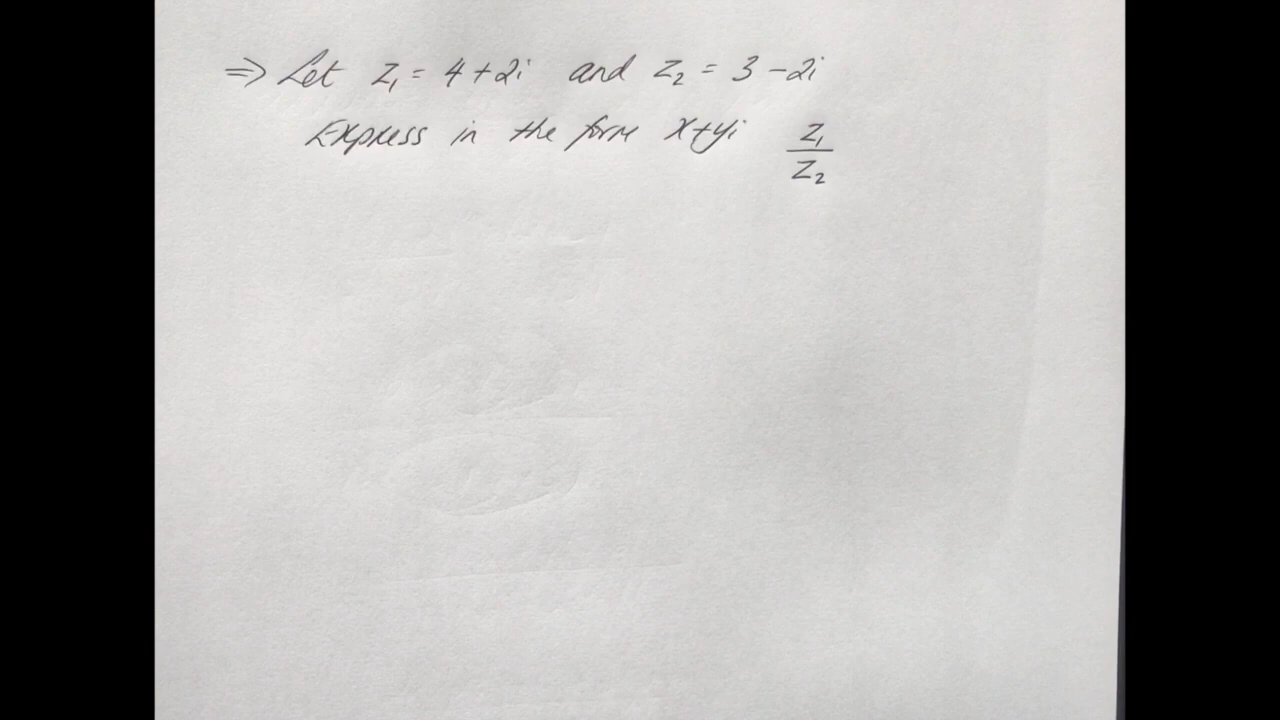 ⇒ Let z₁ = 4 + 2i and z₂ = 3 - 2i
Express in the form x+yi z₁/z₂